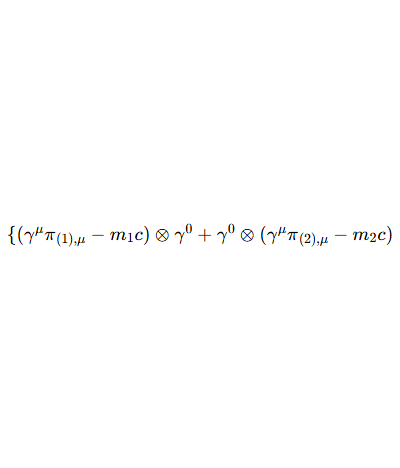 {(γ^μ π_{(1),μ} − m_1 c) ⊗ γ^0 + γ^0 ⊗ (γ^μ π_{(2),μ} − m_2 c)